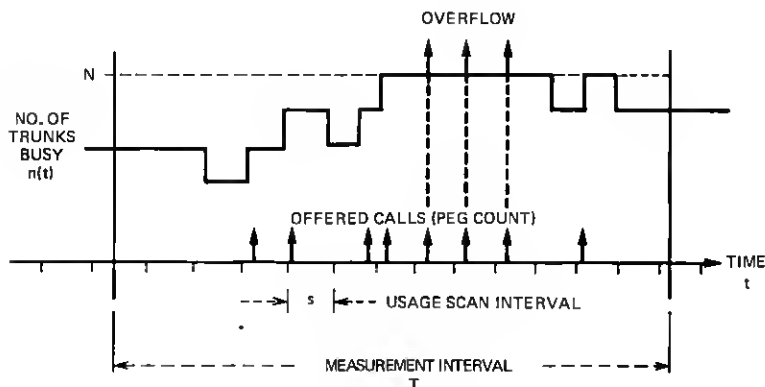 OVERFLOW
N
NO. OF
TRUNKS
BUSY
n(t)
OFFERED CALLS (PEG COUNT)
TIME
t
s
USAGE SCAN INTERVAL
MEASUREMENT INTERVAL
T